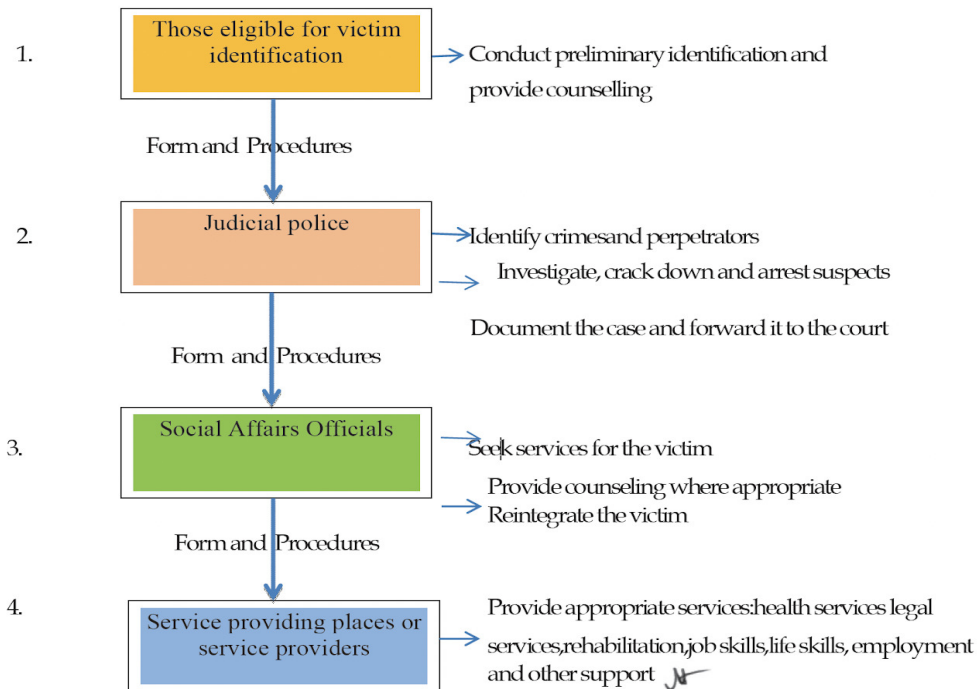 1.
Those eligible for victim
identification
Conduct preliminary identification and
provide counselling
Form and Procedures
2.
Judicial police
Identify crimesand perpetrators
Investigate, crack down and arrest suspects
Document the case and forward it to the court
Form and Procedures
3.
Social Affairs Officials
Seek services for the victim
Provide counseling where appropriate
Reintegrate the victim
Form and Procedures
4.
Service providing places or
service providers
Provide appropriate services:health services legal
services,rehabilitation,job skills,life skills, employment
and other support